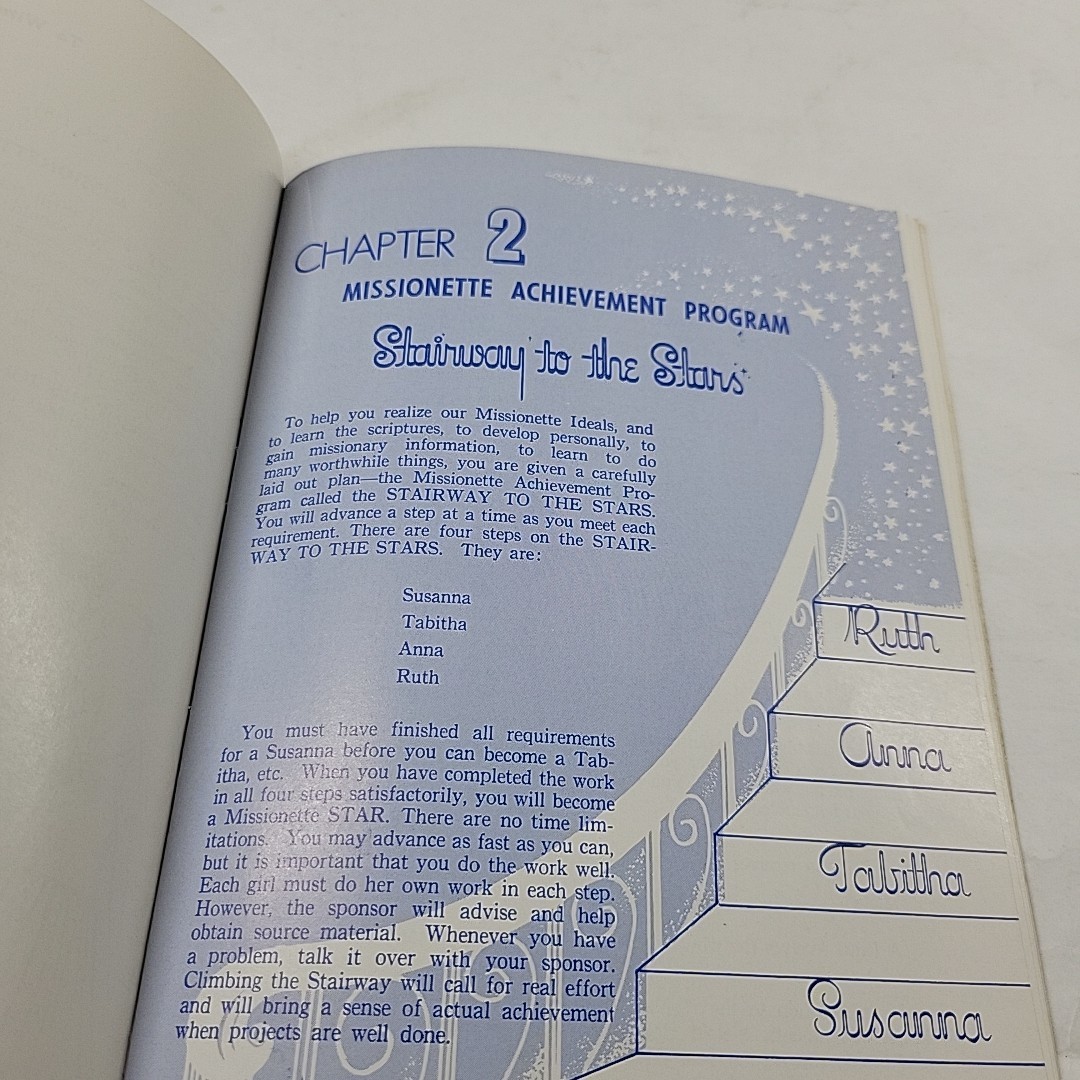 CHAPTER 2
MISSIONETTE ACHIEVEMENT PROGRAM
Stairway to the Stars
To help you realize our Missionette Ideals, and
to learn the scriptures, to develop personally, to
gain missionary information, to learn to do
many worthwhile things, you are given a carefully
laid out plan—the Missionette Achievement Pro-
gram called the STAIRWAY TO THE STARS.
You will advance a step at a time as you meet each
requirement. There are four steps on the STAIR-
WAY TO THE STARS. They are:
Susanna
Tabitha
Anna
Ruth
You must have finished all requirements
for a Susanna before you can become a Tab-
itha, etc. When you have completed the work
in all four steps satisfactorily, you will become
a Missionette STAR. There are no time lim-
itations. You may advance as fast as you can,
but it is important that you do the work well.
Each girl must do her own work in each step.
However, the sponsor will advise and help
obtain source material. Whenever you have
a problem, talk it over with your sponsor.
Climbing the Stairway will call for real effort
and will bring a sense of actual achievement
when projects are well done.
Ruth
Anna
Tabitha
Susanna